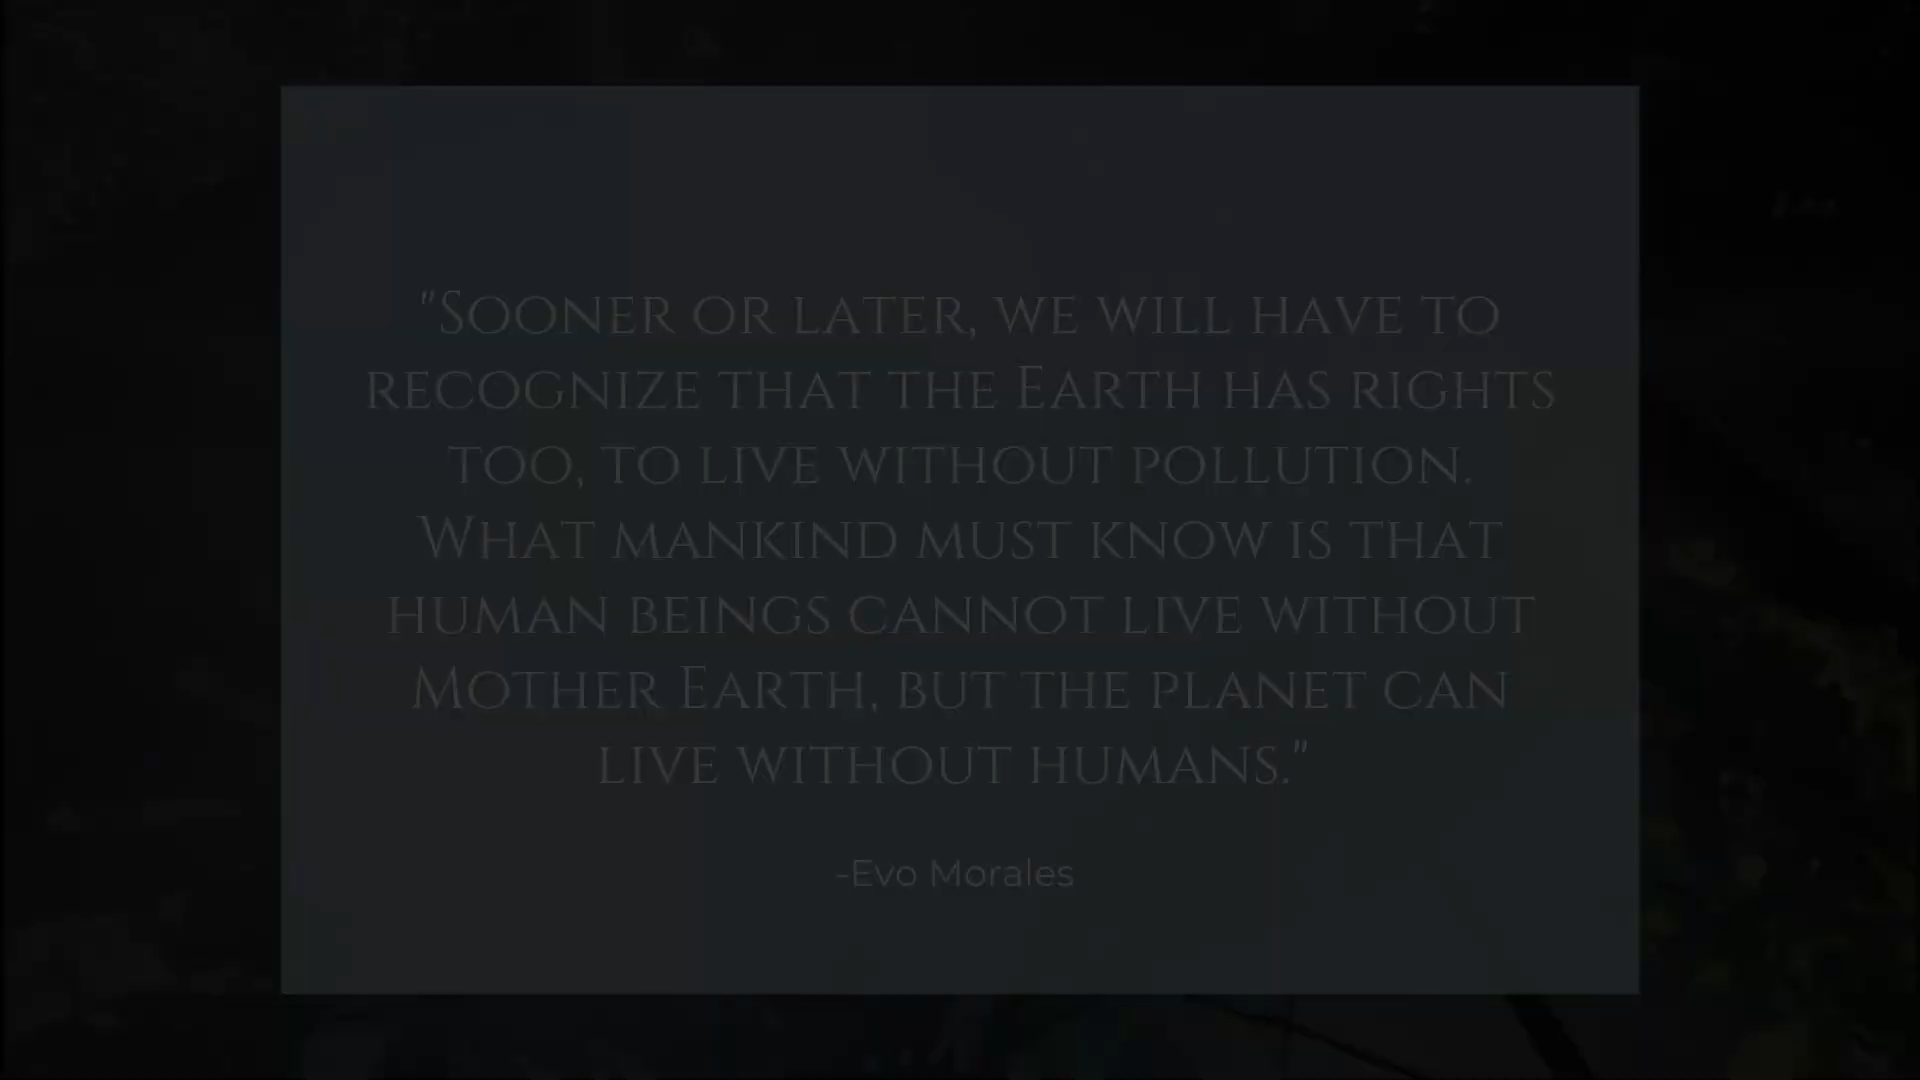 "Sooner or later, we will have to
recognize that the Earth has rights
too, to live without pollution.
What mankind must know is that
human beings cannot live without
Mother Earth, but the planet can
live without humans."
-Evo Morales